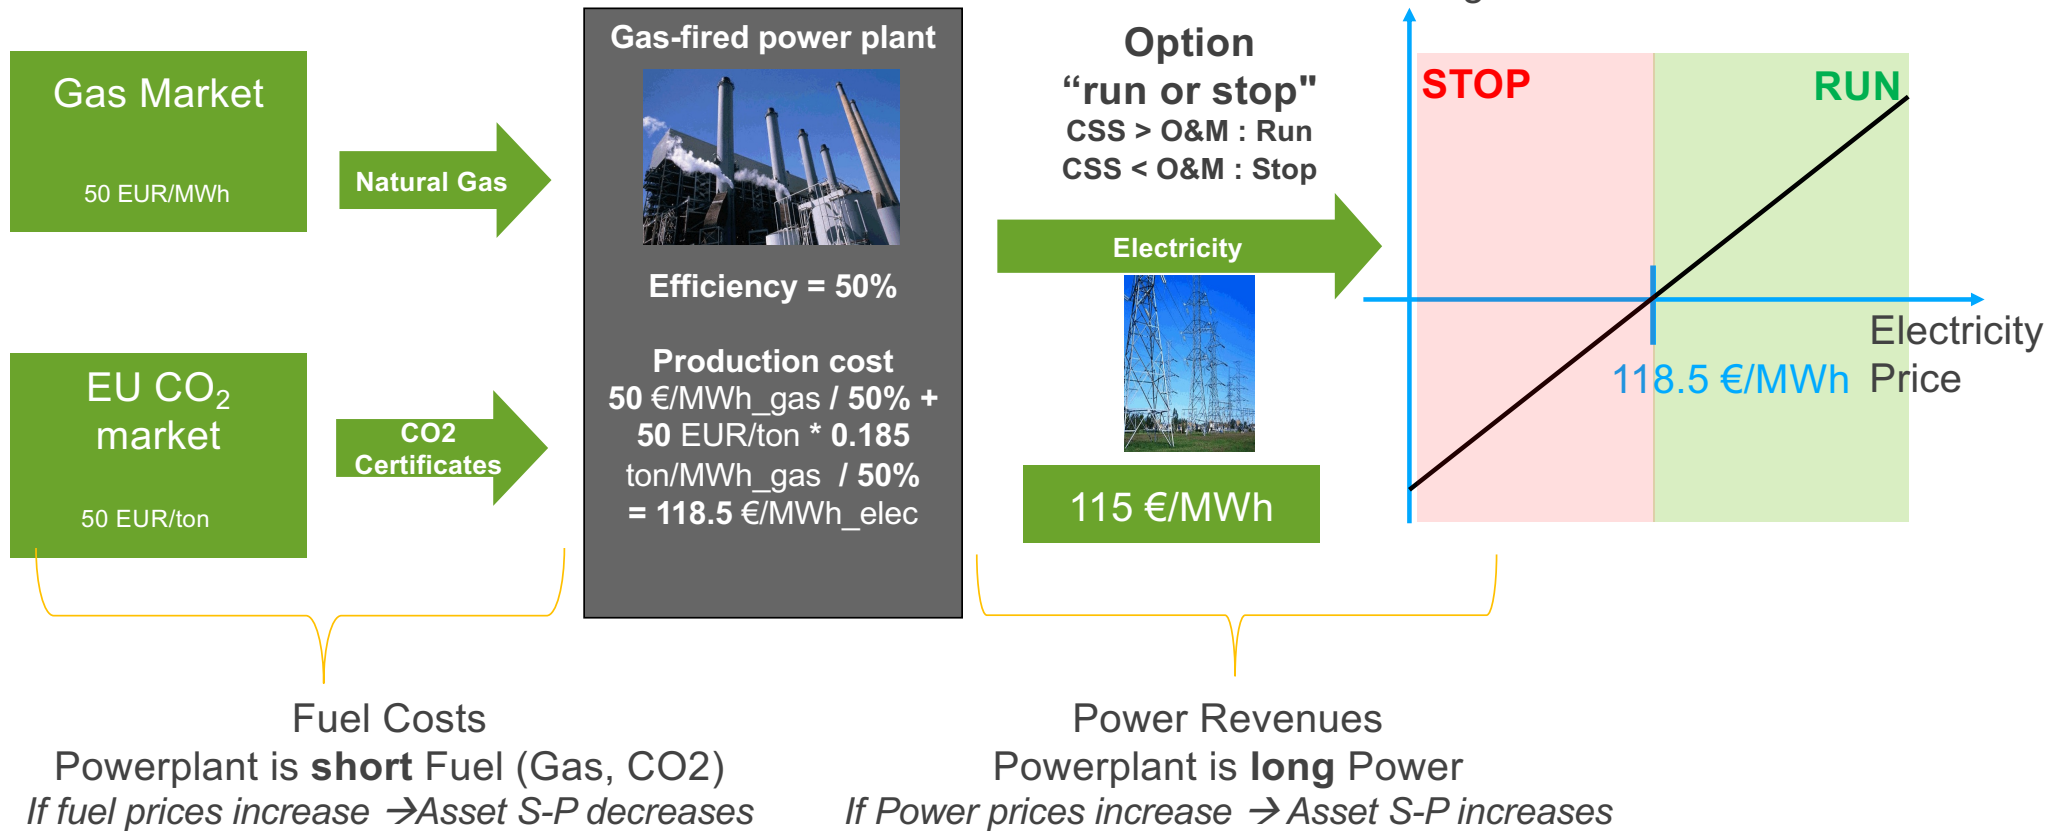 Gas Market
50 EUR/MWh
Natural Gas
EU CO₂
market
50 EUR/ton
CO2
Certificates
Gas-fired power plant
Efficiency = 50%
Production cost
50 €/MWh_gas / 50% +
50 EUR/ton * 0.185
ton/MWh_gas / 50%
= 118.5 €/MWh_elec
Option
“run or stop"
CSS > O&M : Run
CSS < O&M : Stop
Electricity
115 €/MWh
STOP
RUN
118.5 €/MWh
Electricity
Price
Fuel Costs
Powerplant is short Fuel (Gas, CO2)
If fuel prices increase →Asset S-P decreases
Power Revenues
Powerplant is long Power
If Power prices increase → Asset S-P increases